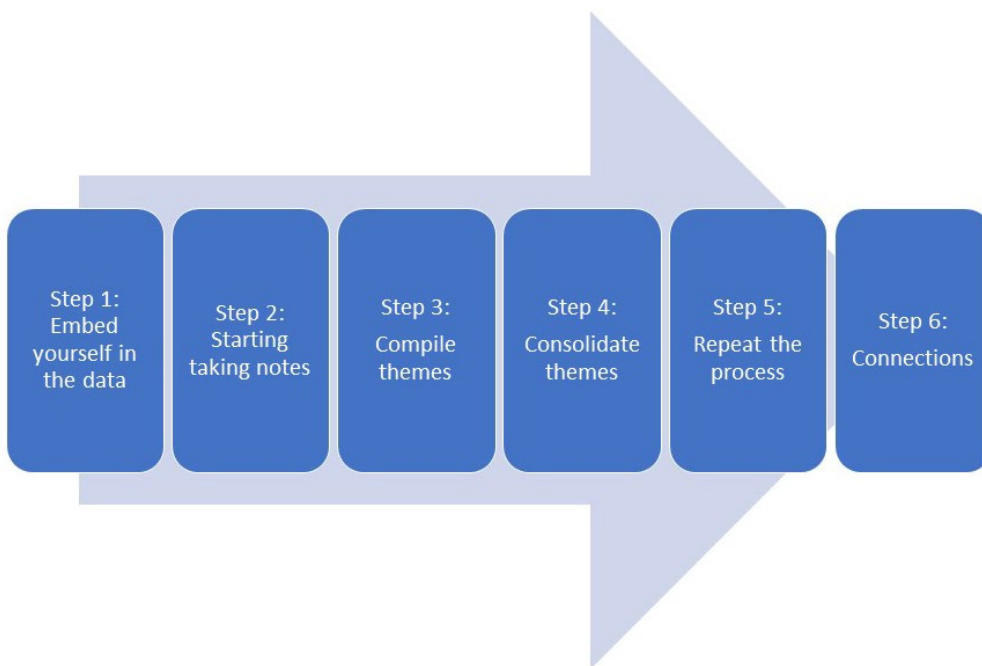 Step 1:
Embed
yourself in
the data
Step 2:
Starting
taking notes
Step 3:
Compile
themes
Step 4:
Consolidate
themes
Step 5:
Repeat the
process
Step 6:
Connections